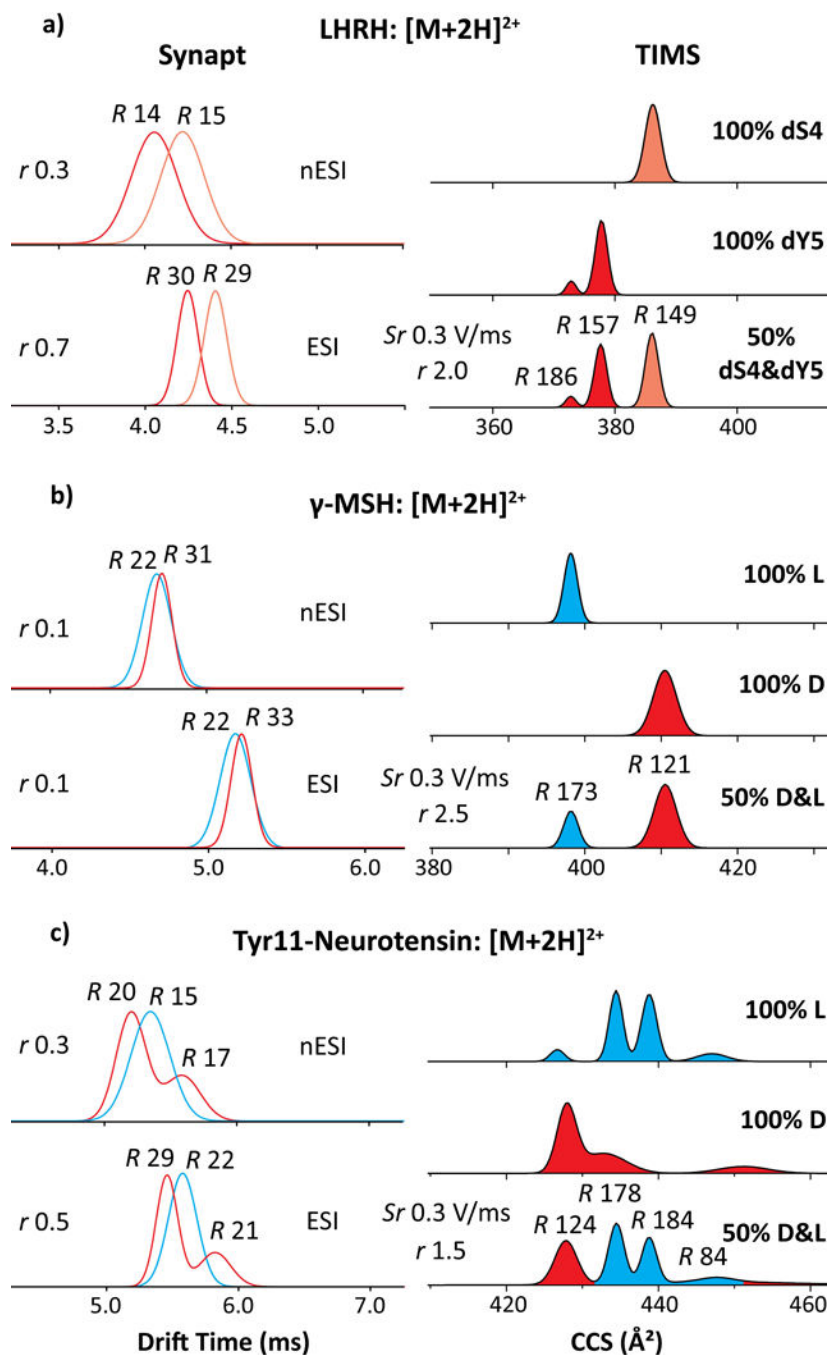 a)
LHRH: [M+2H]²⁺
Synapt
TIMS
R 14
R 15
r 0.3
nESI
100% dS4
100% dY5
R 30
R 29
r 0.7
ESI
Sr 0.3 V/ms
r 2.0
R 186
R 157
R 149
50%
dS4&dY5
3.5
4.0
4.5
5.0
360
380
400
b)
γ-MSH: [M+2H]²⁺
R 22
R 31
r 0.1
nESI
100% L
100% D
R 22
R 33
r 0.1
ESI
Sr 0.3 V/ms
r 2.5
R 173
R 121
50% D&L
4.0
5.0
6.0
380
400
420
c)
Tyr11-Neurotensin: [M+2H]²⁺
R 20
R 15
R 17
r 0.3
nESI
100% L
100% D
R 29
R 22
R 21
r 0.5
ESI
Sr 0.3 V/ms
r 1.5
R 124
R 178
R 184
R 84
50% D&L
5.0
6.0
7.0
420
440
460
Drift Time (ms)
CCS (Å²)